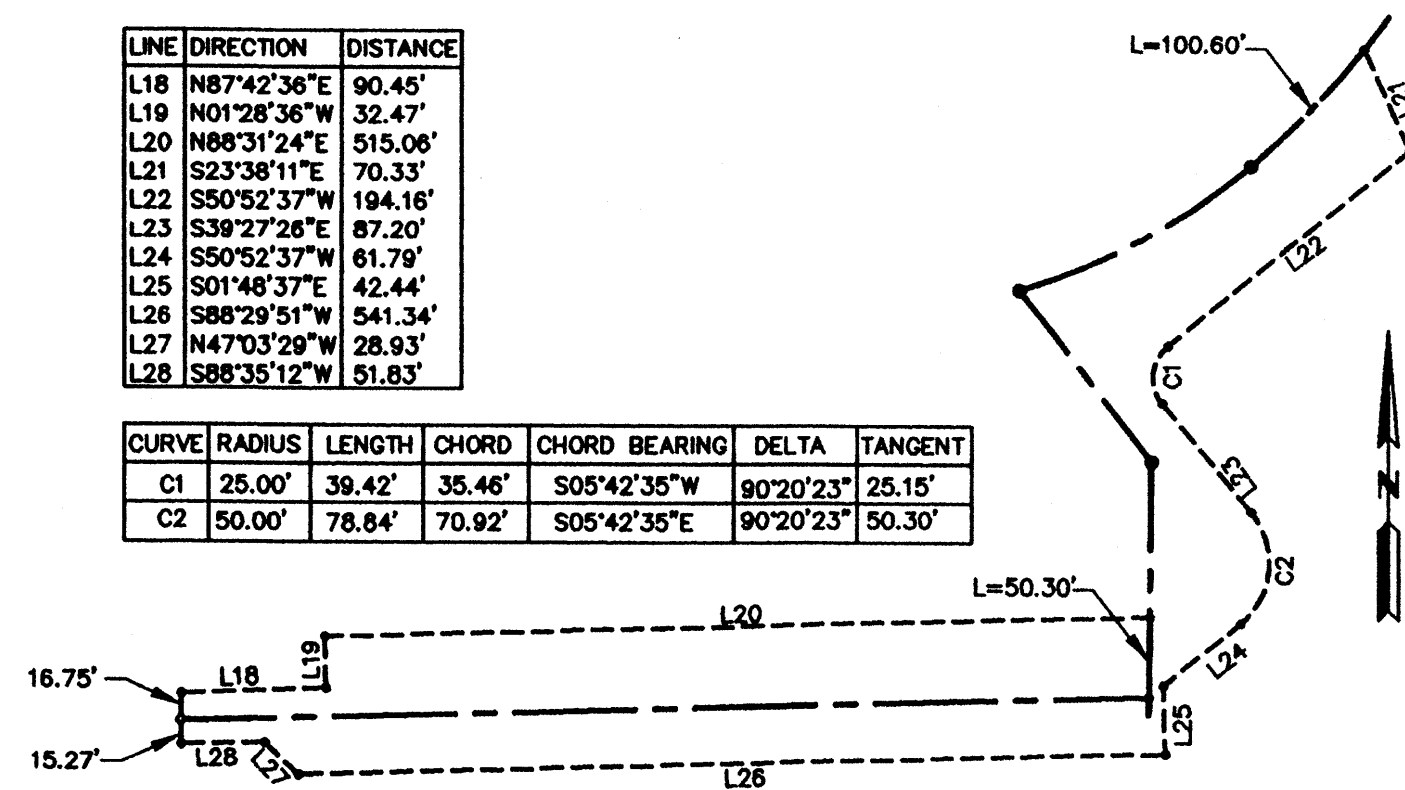 LINE DIRECTION DISTANCE
L18 N87°42'36"E 90.45'
L19 N01°28'36"W 32.47'
L20 N88°31'24"E 515.06'
L21 S23°38'11"E 70.33'
L22 S50°52'37"W 194.16'
L23 S39°27'26"E 87.20'
L24 S50°52'37"W 61.79'
L25 S01°48'37"E 42.44'
L26 S88°29'51"W 541.34'
L27 N47°03'29"W 28.93'
L28 S88°35'12"W 51.83'
CURVE RADIUS LENGTH CHORD CHORD BEARING DELTA TANGENT
C1 25.00' 39.42' 35.46' S05°42'35"W 90°20'23" 25.15'
C2 50.00' 78.84' 70.92' S05°42'35"E 90°20'23" 50.30'
L=100.60'
L21
L22
C1
L23
N
C2
L=50.30'
L20
L24
L19
L18
16.75'
L25
15.27'
L28
L27
L26